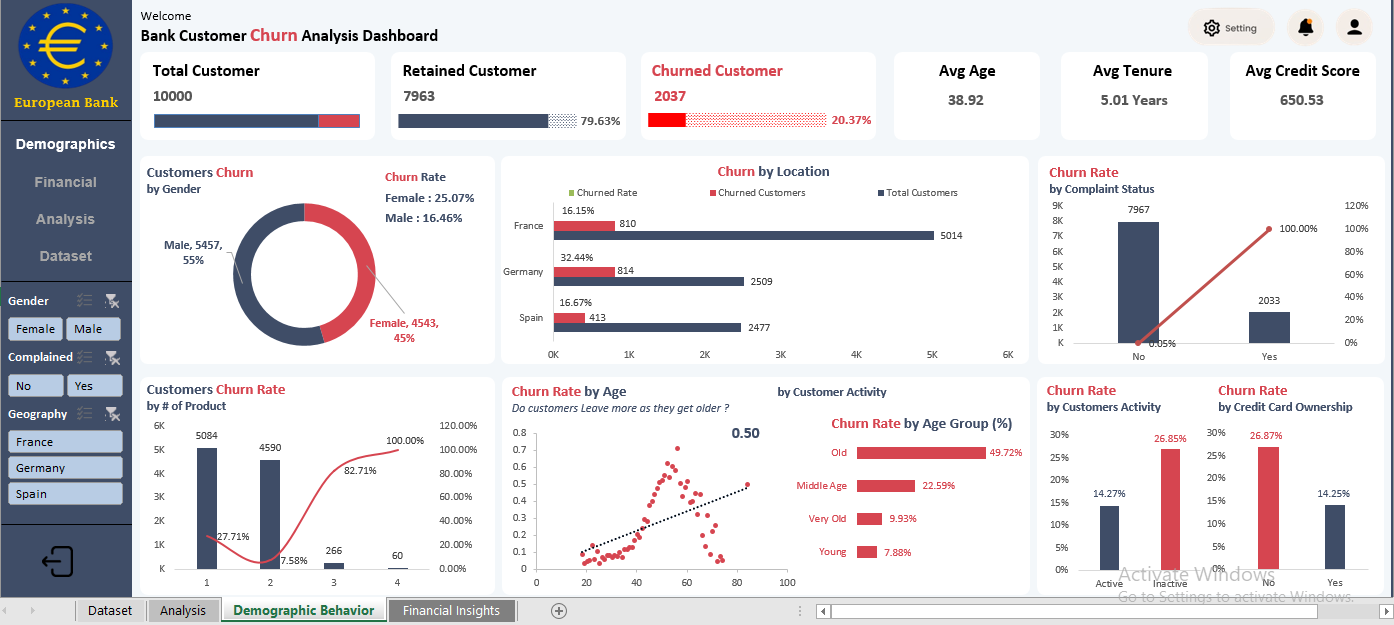 Welcome
Bank Customer Churn Analysis Dashboard
Setting
European Bank
Demographics
Financial
Analysis
Dataset
Gender
Female
Male
Complained
No
Yes
Geography
France
Germany
Spain
Total Customer
10000
Retained Customer
7963
79.63%
Churned Customer
2037
20.37%
Avg Age
38.92
Avg Tenure
5.01 Years
Avg Credit Score
650.53
Customers Churn
by Gender
Churn Rate
Female : 25.07%
Male : 16.46%
Male, 5457,
55%
Female, 4543,
45%
Churn by Location
Churned Rate
Churned Customers
Total Customers
France
16.15%
810
5014
Germany
32.44%
814
2509
Spain
16.67%
413
2477
0K
1K
2K
3K
4K
5K
6K
Churn Rate
by Complaint Status
9K
8K
7K
6K
5K
4K
3K
2K
1K
K
7967
2033
0.05%
100.00%
120%
100%
80%
60%
40%
20%
0%
No
Yes
Customers Churn Rate
by # of Product
6K
5K
4K
3K
2K
1K
K
5084
4590
266
60
27.71%
7.58%
82.71%
100.00%
120.00%
100.00%
80.00%
60.00%
40.00%
20.00%
0.00%
1
2
3
4
Churn Rate by Age
Do customers Leave more as they get older ?
0.50
0.8
0.7
0.6
0.5
0.4
0.3
0.2
0.1
0
0
20
40
60
80
100
by Customer Activity
Churn Rate by Age Group (%)
Old
49.72%
Middle Age
22.59%
Very Old
9.93%
Young
7.88%
Churn Rate
by Customers Activity
30%
25%
20%
15%
10%
5%
0%
14.27%
26.85%
Active
Inactive
Churn Rate
by Credit Card Ownership
30%
25%
20%
15%
10%
5%
0%
26.87%
14.25%
No
Yes
Activate Windows
Go to Settings to activate Windows.
Dataset
Analysis
Demographic Behavior
Financial Insights